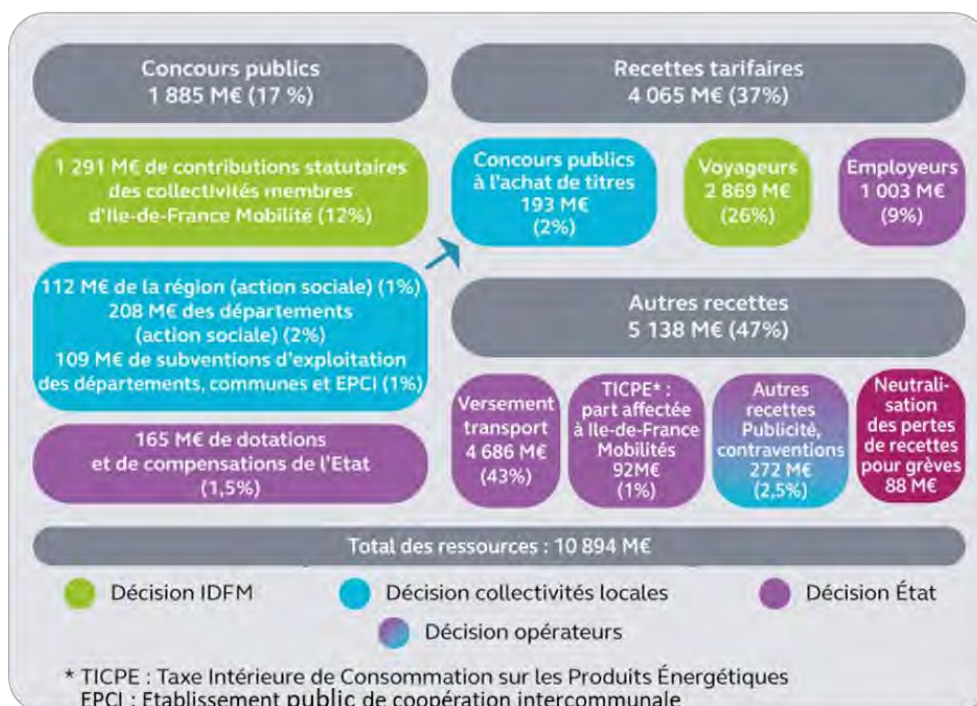 Concours publics
1 885 M€ (17 %)
Recettes tarifaires
4 065 M€ (37%)
1 291 M€ de contributions statutaires
des collectivités membres
d'Ile-de-France Mobilité (12%)
Concours publics
à l'achat de titres
193 M€
(2%)
Voyageurs
2 869 M€
(26%)
Employeurs
1 003 M€
(9%)
112 M€ de la région (action sociale) (1%)
208 M€ des départements
(action sociale) (2%)
109 M€ de subventions d'exploitation
des départements, communes et EPCI (1%)
Autres recettes
5 138 M€ (47%)
165 M€ de dotations
et de compensations de l'Etat
(1,5%)
Versement
transport
4 686 M€
(43%)
TICPE* :
part affectée
à Ile-de-France
Mobilités
92M€
(1%)
Autres
recettes
Publicité,
contraventions
272 M€
(2,5%)
Neutrali-
sation
des pertes
de recettes
pour grèves
88 M€
Total des ressources : 10 894 M€
Décision IDFM
Décision collectivités locales
Décision État
Décision opérateurs
* TICPE : Taxe Intérieure de Consommation sur les Produits Énergétiques
EPCI : Etablissement public de coopération intercommunale